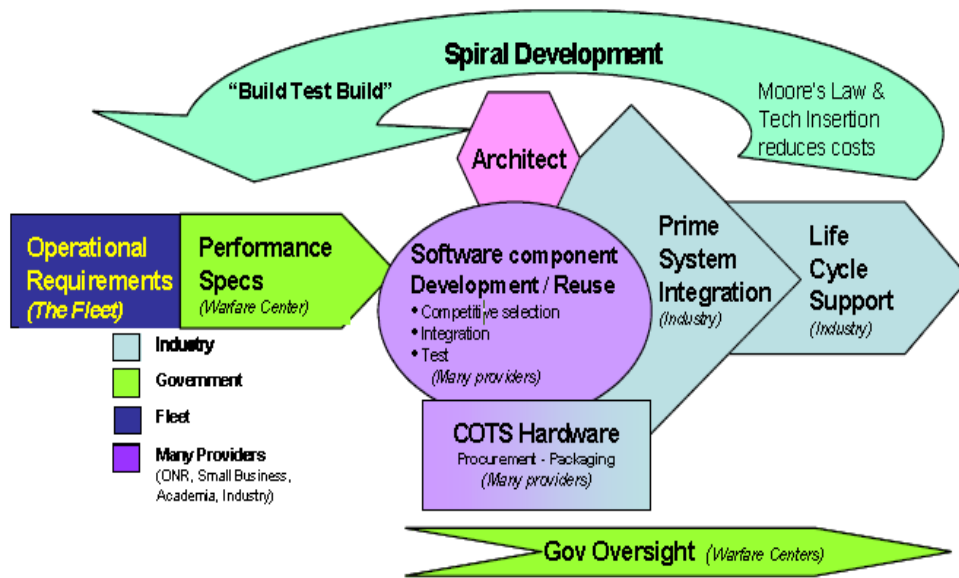 Spiral Development
“Build Test Build”
Moore's Law &
Tech Insertion
reduces costs
Architect
Operational
Requirements
(The Fleet)
Performance
Specs
(Warfare Center)
Software component
Development / Reuse
• Competitive selection
• Integration
• Test
(Many providers)
Prime
System
Integration
(Industry)
Life
Cycle
Support
(Industry)
Industry
Government
Fleet
Many Providers
(ONR, Small Business,
Academia, Industry)
COTS Hardware
Procurement - Packaging
(Many providers)
Gov Oversight (Warfare Centers)